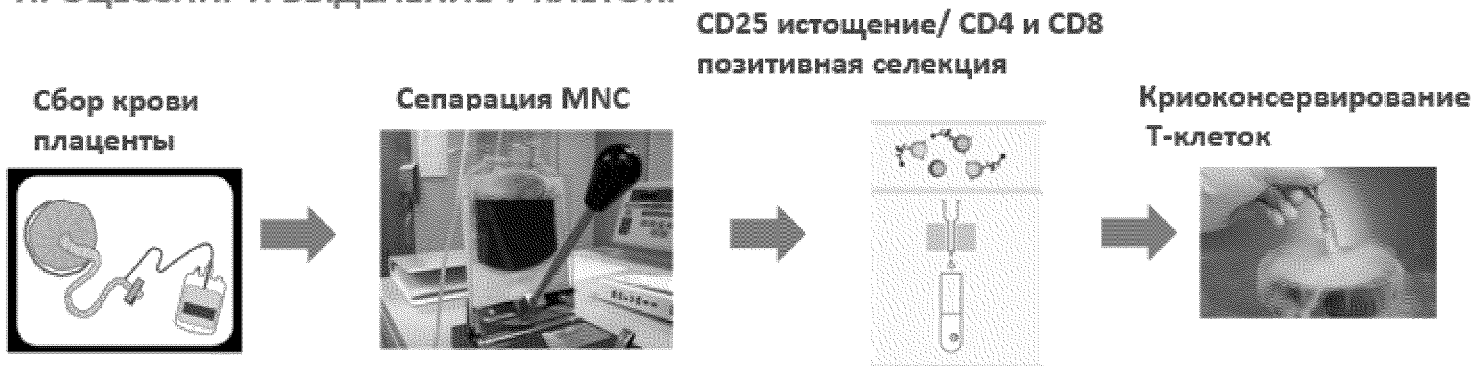 CD25 истощение/ CD4 и CD8
позитивная селекция
Сбор крови
плаценты
Сепарация MNC
Криоконсервирование
Т-клеток